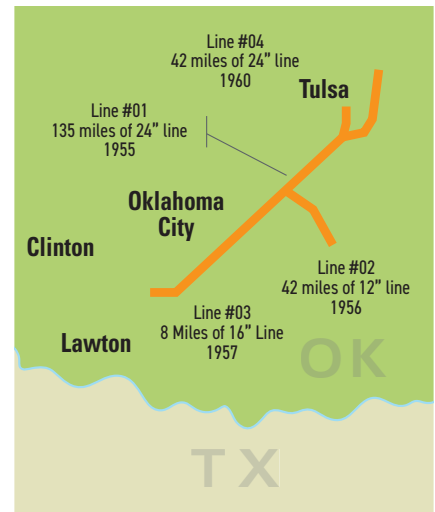 Line #04
42 miles of 24” line
1960
Tulsa
Line #01
135 miles of 24” line
1955
Oklahoma
City
Clinton
Line #02
42 miles of 12” line
1956
Line #03
8 Miles of 16” Line
1957
Lawton
OK
TX